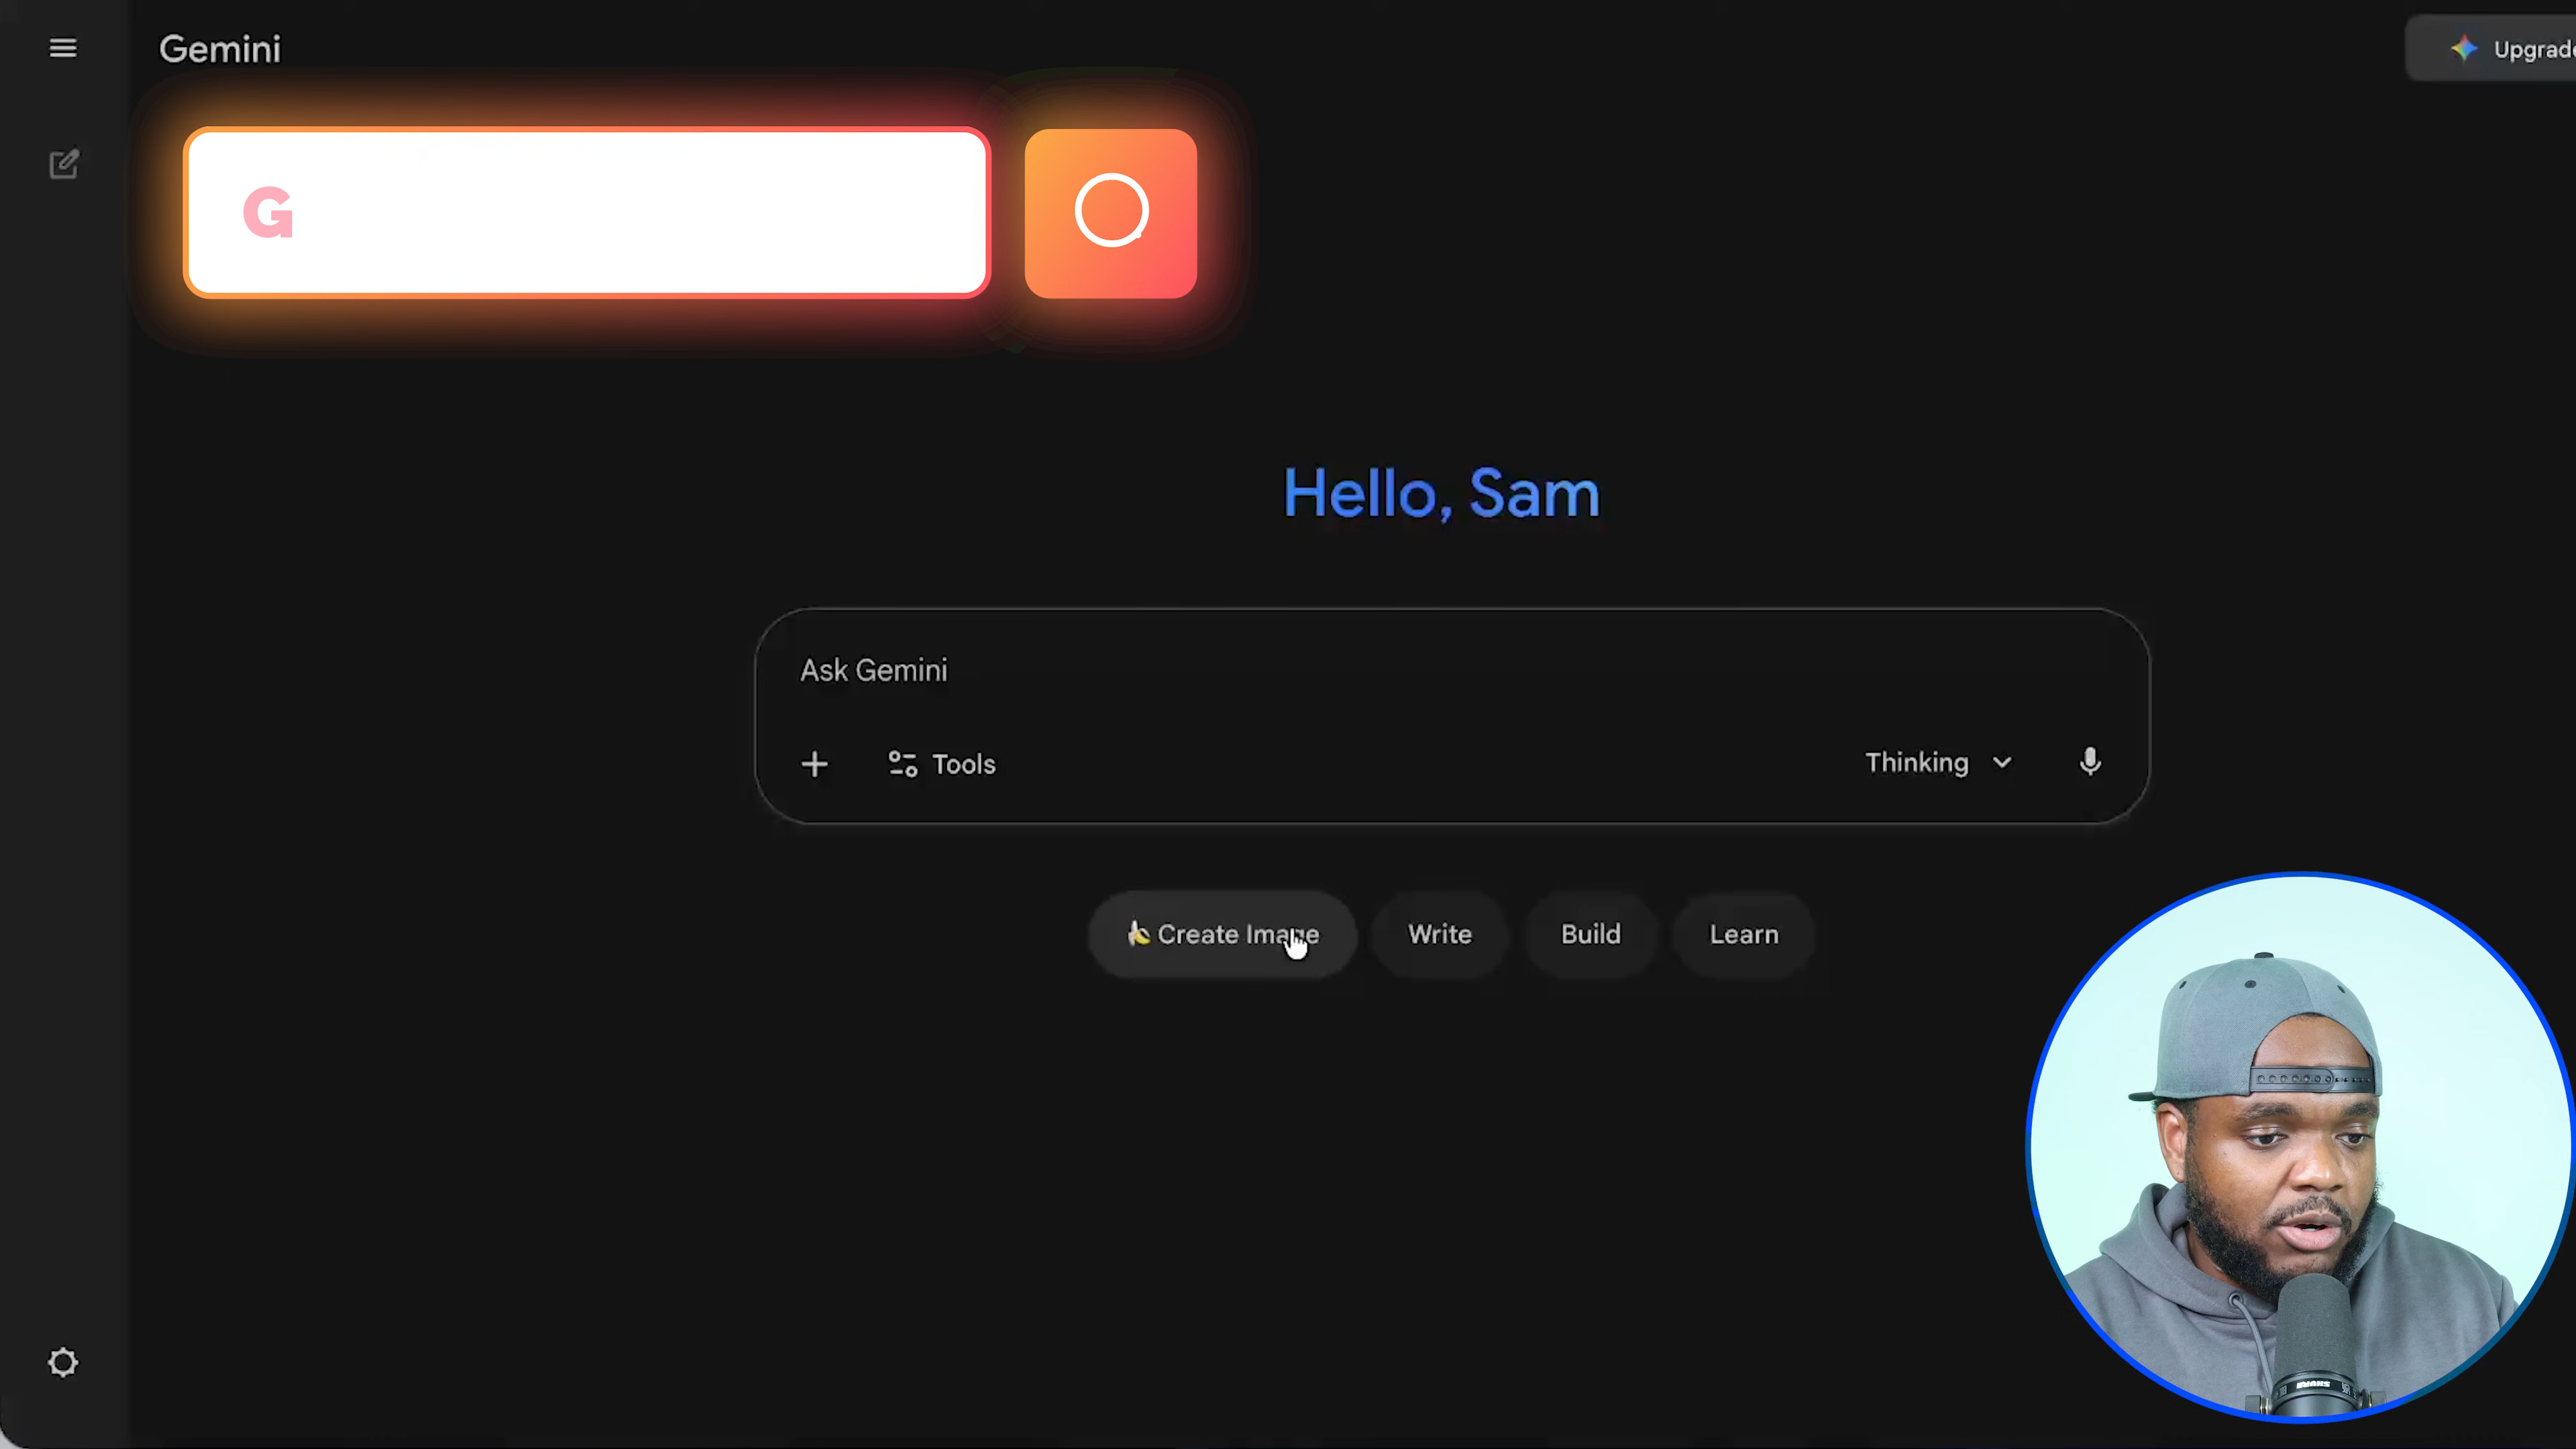 Gemini
Upgrade
G
Hello, Sam
Ask Gemini
Tools
Thinking
Create Image
Write
Build
Learn